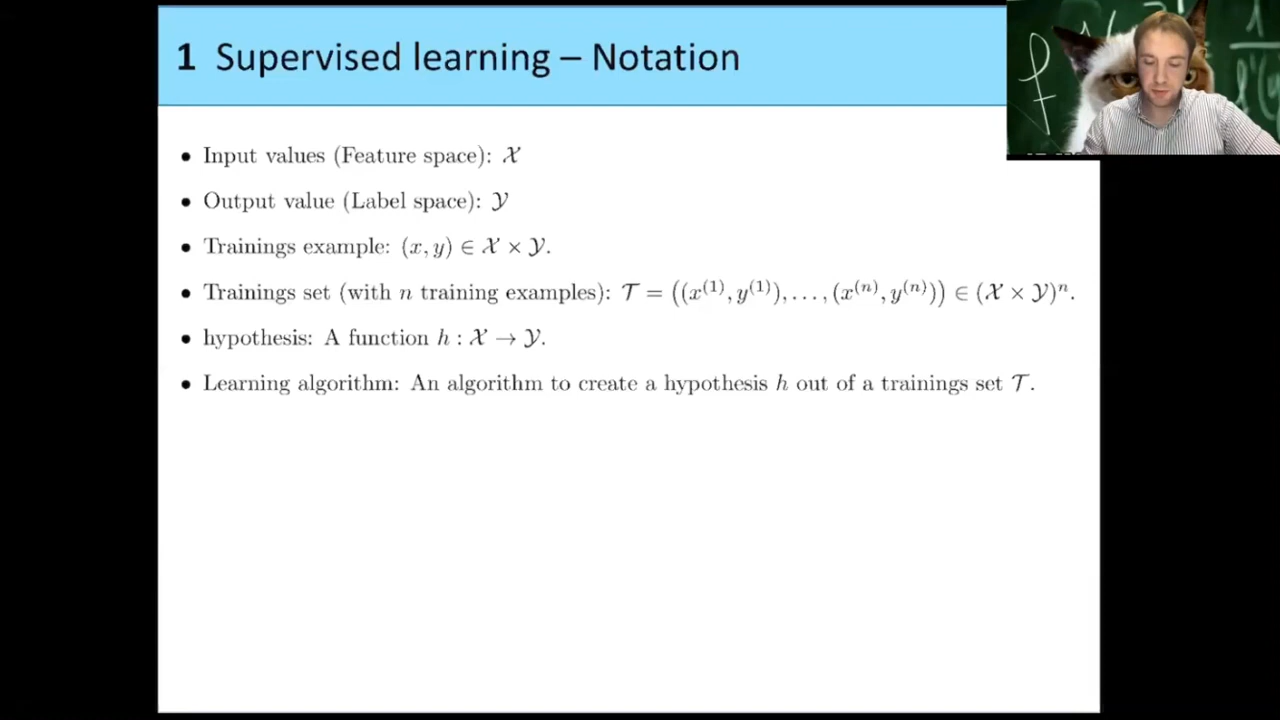 1 Supervised learning – Notation
• Input values (Feature space): 𝒳
• Output value (Label space): 𝒴
• Trainings example: (x, y) ∈ 𝒳 × 𝒴.
• Trainings set (with n training examples): 𝒯 = ((x⁽¹⁾, y⁽¹⁾), . . . , (x⁽ⁿ⁾, y⁽ⁿ⁾)) ∈ (𝒳 × 𝒴)ⁿ.
• hypothesis: A function h : 𝒳 → 𝒴.
• Learning algorithm: An algorithm to create a hypothesis h out of a trainings set 𝒯.